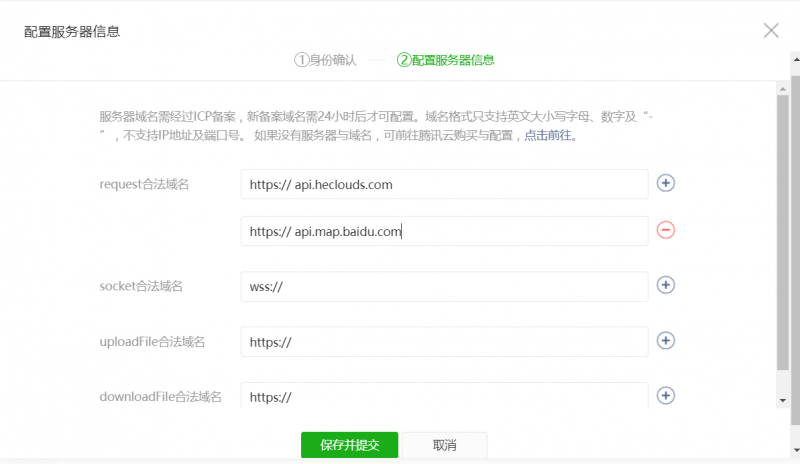 配置服务器信息
①身份确认 ②配置服务器信息
服务器域名需经过ICP备案，新备案域名需24小时后才可配置。域名格式只支持英文大小写字母、数字及“-
”，不支持IP地址及端口号。 如果没有服务器与域名，可前往腾讯云购买与配置，点击前往。
request合法域名 https:// api.heclouds.com
https:// api.map.baidu.com
socket合法域名 wss://
uploadFile合法域名 https://
downloadFile合法域名 https://
保存并提交 取消